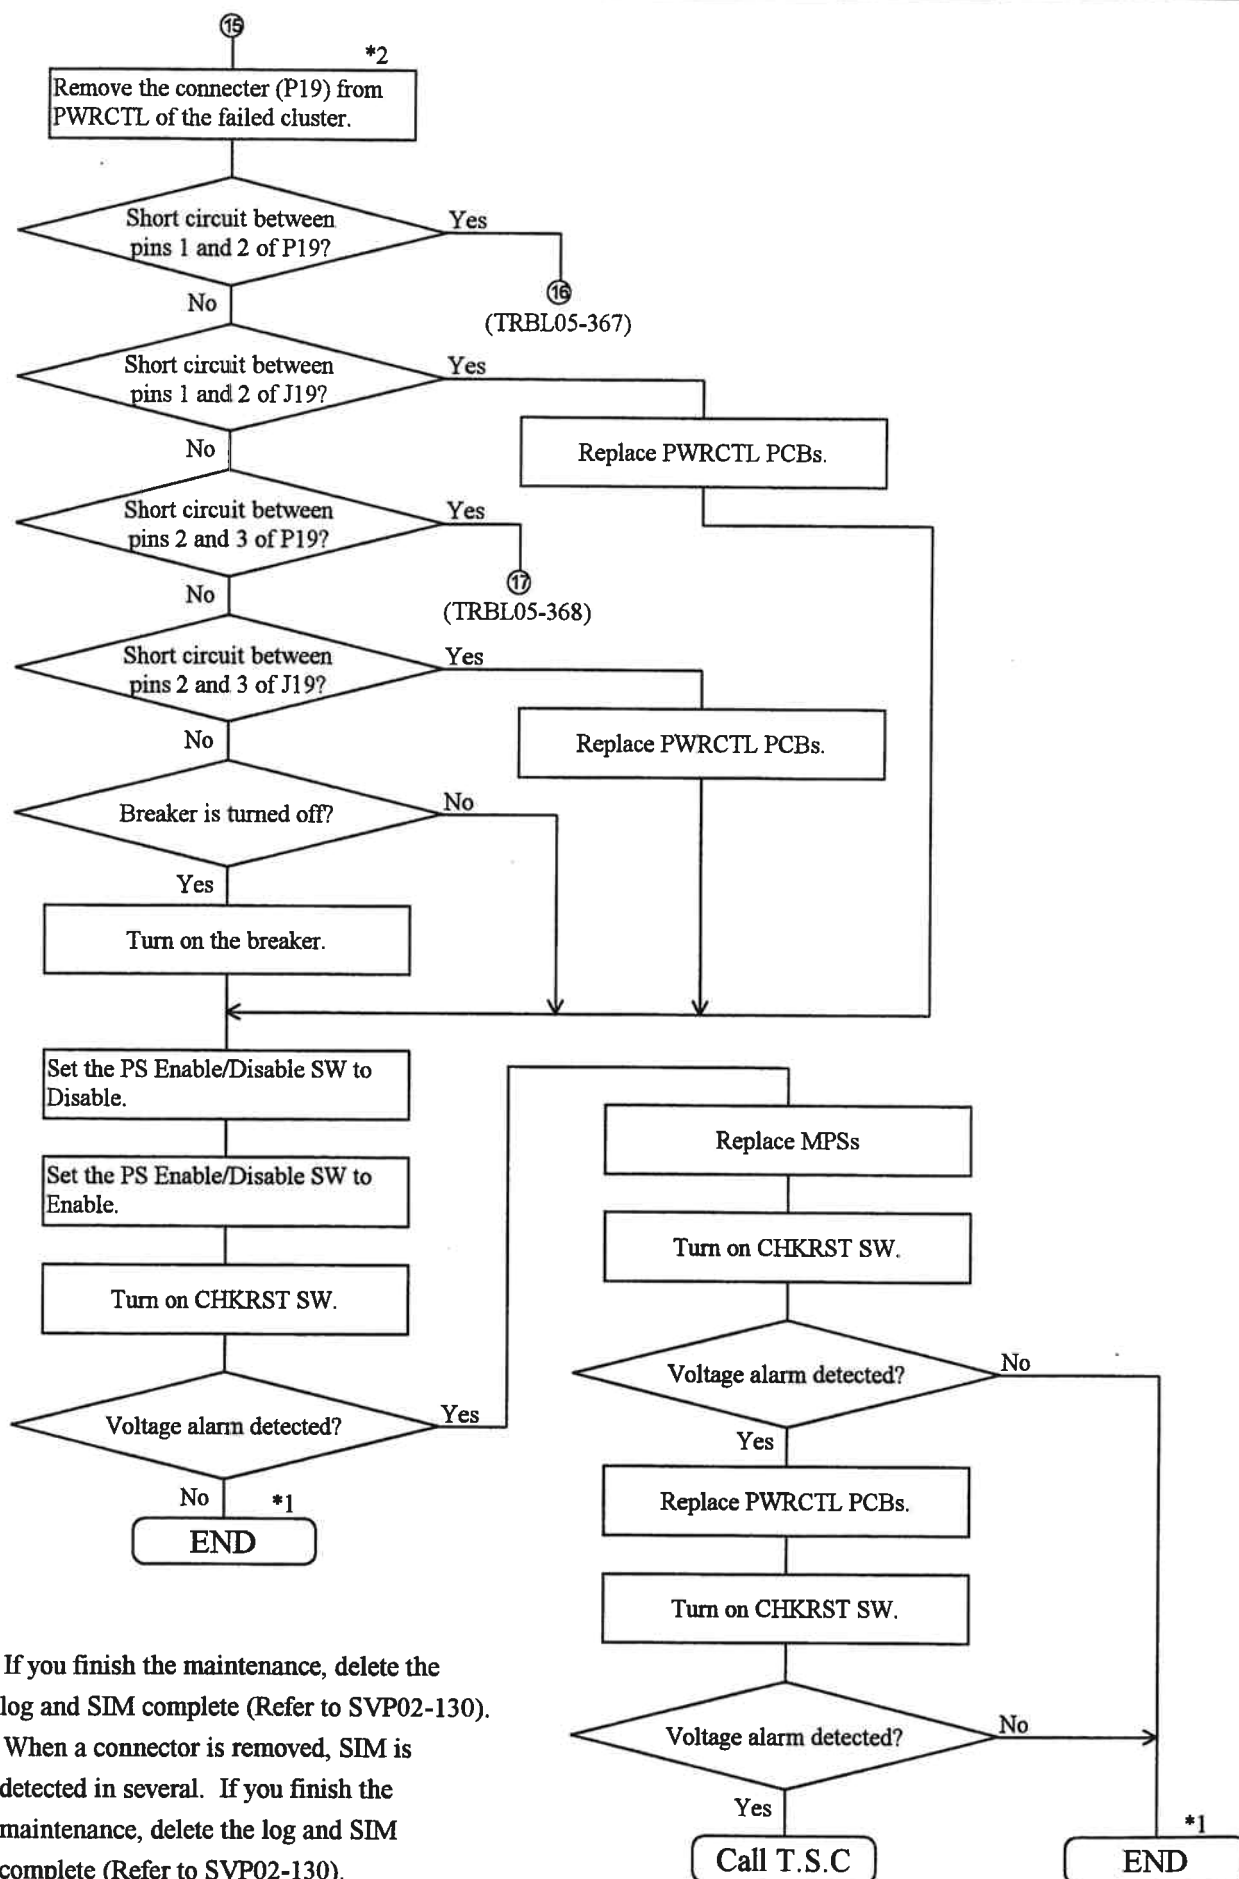 15
*2
Remove the connecter (P19) from
PWRCTL of the failed cluster.
Short circuit between
pins 1 and 2 of P19?
Yes
No
16
(TRBL05-367)
Short circuit between
pins 1 and 2 of J19?
Yes
No
Replace PWRCTL PCBs.
Short circuit between
pins 2 and 3 of P19?
Yes
No
17
(TRBL05-368)
Short circuit between
pins 2 and 3 of J19?
Yes
No
Replace PWRCTL PCBs.
Breaker is turned off?
No
Yes
Turn on the breaker.
Set the PS Enable/Disable SW to
Disable.
Set the PS Enable/Disable SW to
Enable.
Turn on CHKRST SW.
Voltage alarm detected?
Yes
No
*1
END
Replace MPSs
Turn on CHKRST SW.
Voltage alarm detected?
No
Yes
Replace PWRCTL PCBs.
Turn on CHKRST SW.
Voltage alarm detected?
No
Yes
Call T.S.C
*1
END
If you finish the maintenance, delete the
log and SIM complete (Refer to SVP02-130).
When a connector is removed, SIM is
detected in several. If you finish the
maintenance, delete the log and SIM
complete (Refer to SVP02-130).